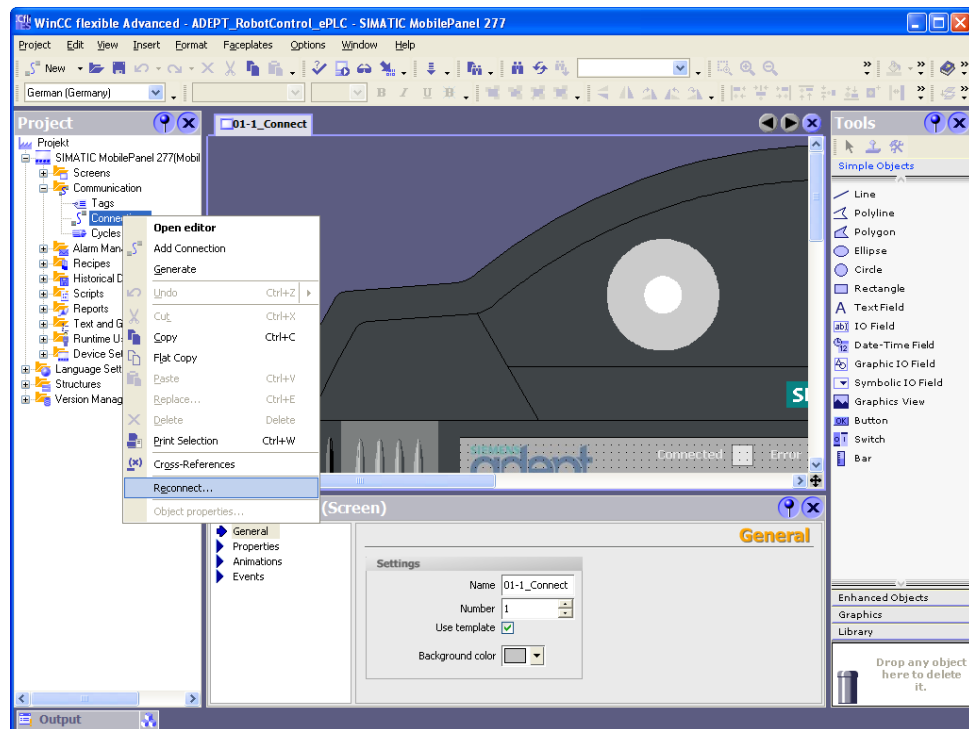 WinCC flexible Advanced - ADEPT_RobotControl_ePLC - SIMATIC MobilePanel 277
Project Edit View Insert Format Faceplates Options Window Help
New
German (Germany)
B I U B
Project
01-1_Connect
Tools
Projekt
SIMATIC MobilePanel 277(Mobil
Screens
Communication
Tags
Cycles
Alarm Man
Recipes
Historical D
Scripts
Reports
Text and G
Runtime U
Device Set
Language Sett
Structures
Version Manag
Open editor
Add Connection
Generate
Undo Ctrl+Z
Cut Ctrl+X
Copy Ctrl+C
Flat Copy
Paste Ctrl+V
Replace... Ctrl+E
Delete Delete
Print Selection Ctrl+W
Cross-References
Reconnect...
Object properties...
SIEMENS
adept
Connected Error
(Screen)
General
Properties
Animations
Events
General
Settings
Name 01-1_Connect
Number 1
Use template
Background color
Simple Objects
Line
Polyline
Polygon
Ellipse
Circle
Rectangle
TextField
IO Field
Date-Time Field
Graphic IO Field
Symbolic IO Field
Graphics View
Button
Switch
Bar
Enhanced Objects
Graphics
Library
Drop any object
here to delete
it.
Output